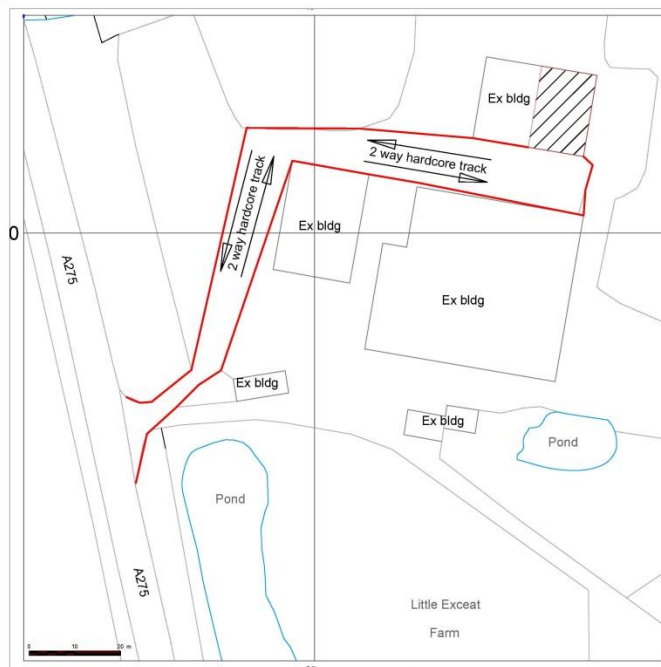 Ex bldg
2 way hardcore track
2 way hardcore track
Ex bldg
0
A275
Ex bldg
Ex bldg
Ex bldg
Pond
Pond
A275
Little Exceat
Farm
0 10 20 m